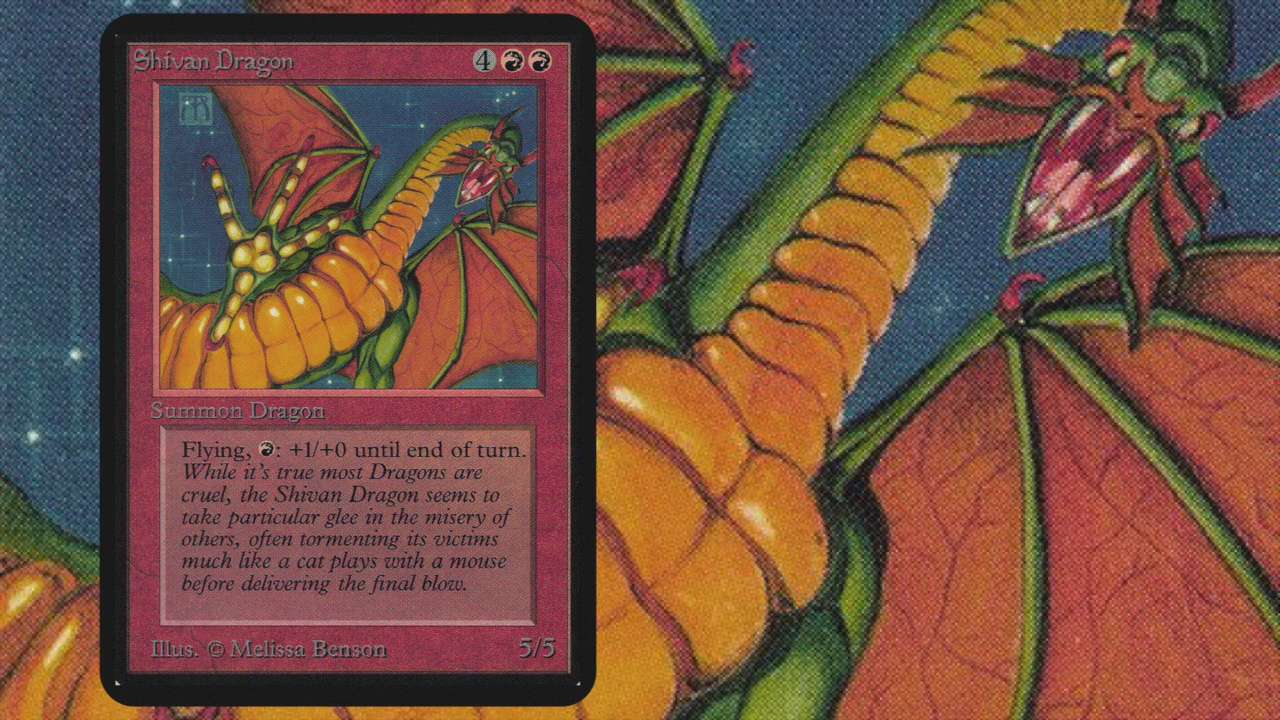 Shivan Dragon 4
Summon Dragon
Flying, : +1/+0 until end of turn.
While it's true most Dragons are
cruel, the Shivan Dragon seems to
take particular glee in the misery of
others, often tormenting its victims
much like a cat plays with a mouse
before delivering the final blow.
Illus. © Melissa Benson 5/5